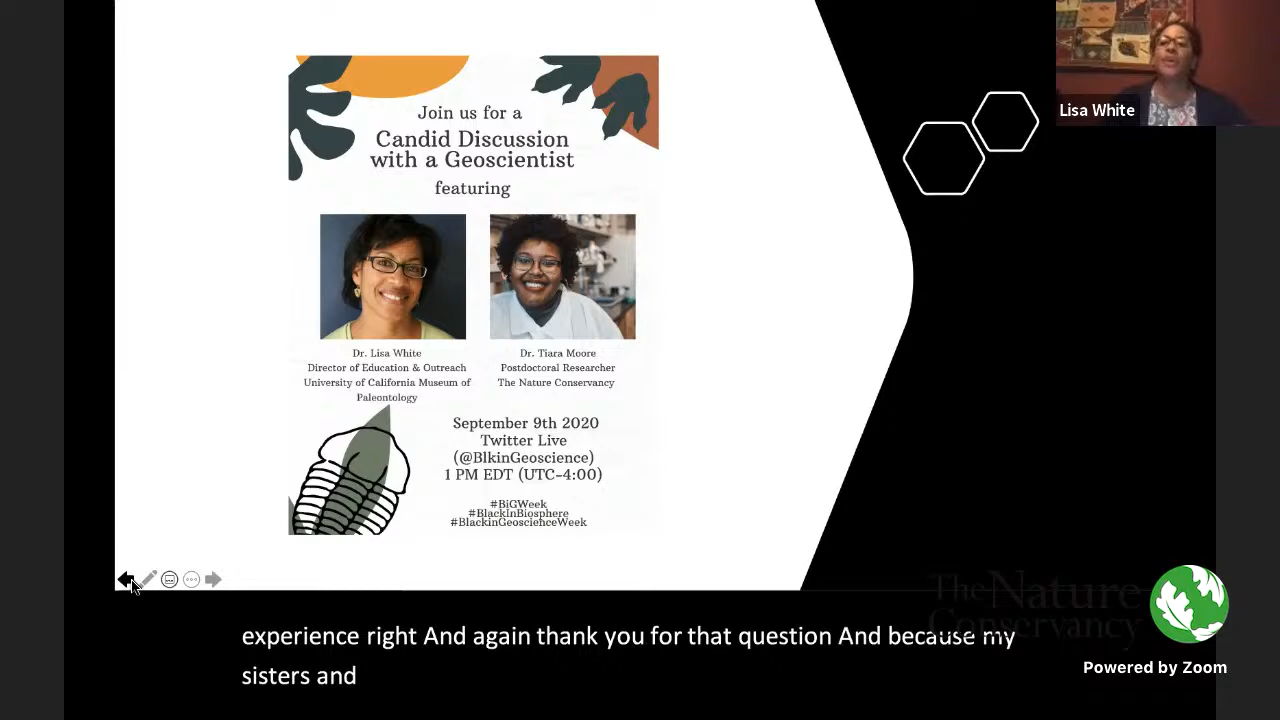 Lisa White
Join us for a
Candid Discussion
with a Geoscientist
featuring
Dr. Lisa White
Director of Education & Outreach
University of California Museum of
Paleontology
Dr. Tiara Moore
Postdoctoral Researcher
The Nature Conservancy
September 9th 2020
Twitter Live
(@BlkinGeoscience)
1 PM EDT (UTC-4:00)
#BiGWeek
#BlackInBiosphere
#BlackinGeoscienceWeek
The Nature
Conservancy
Powered by Zoom
experience right And again thank you for that question And because my
sisters and